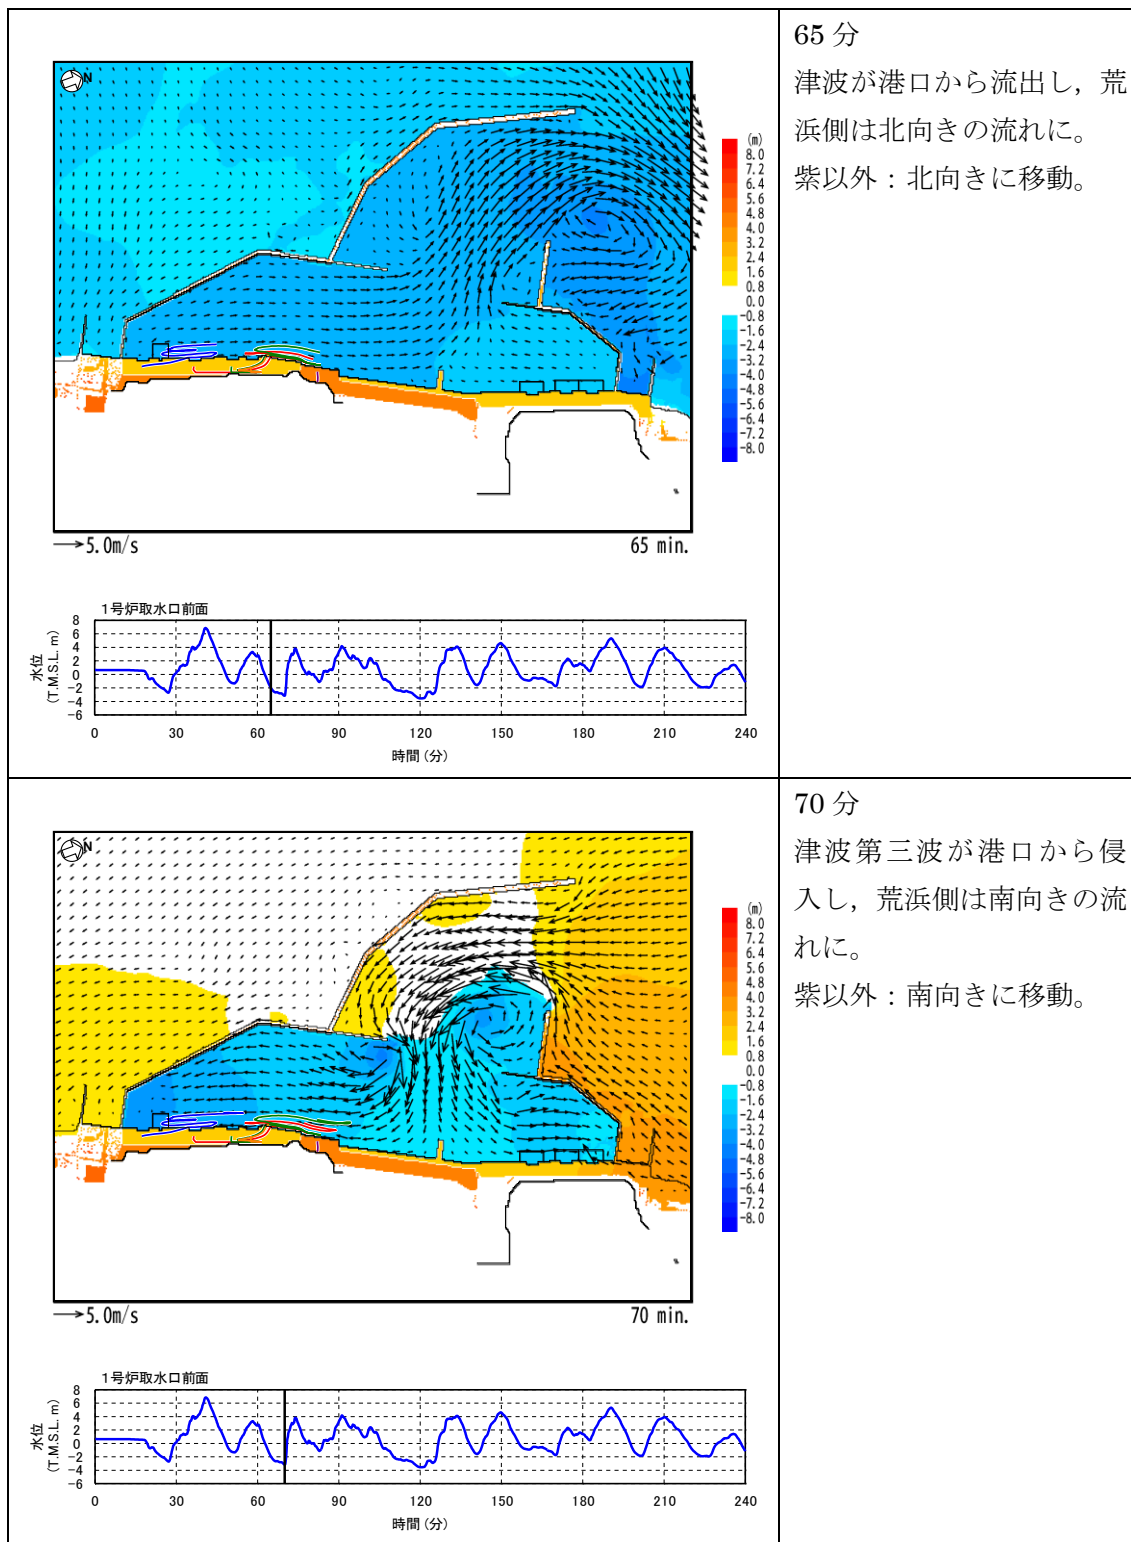 65 分
津波が港口から流出し，荒
浜側は北向きの流れに。
紫以外：北向きに移動。
N
(m)
8.0
7.2
6.4
5.6
4.8
4.0
3.2
2.4
1.6
0.8
0.0
-0.8
-1.6
-2.4
-3.2
-4.0
-4.8
-5.6
-6.4
-7.2
-8.0
5.0m/s
65 min.
1号炉取水口前面
水位
(T.M.S.L. m)
8
6
4
2
0
-2
-4
-6
0 30 60 90 120 150 180 210 240
時間(分)
70 分
津波第三波が港口から侵
入し，荒浜側は南向きの流
れに。
紫以外：南向きに移動。
N
(m)
8.0
7.2
6.4
5.6
4.8
4.0
3.2
2.4
1.6
0.8
0.0
-0.8
-1.6
-2.4
-3.2
-4.0
-4.8
-5.6
-6.4
-7.2
-8.0
5.0m/s
70 min.
1号炉取水口前面
水位
(T.M.S.L. m)
8
6
4
2
0
-2
-4
-6
0 30 60 90 120 150 180 210 240
時間(分)